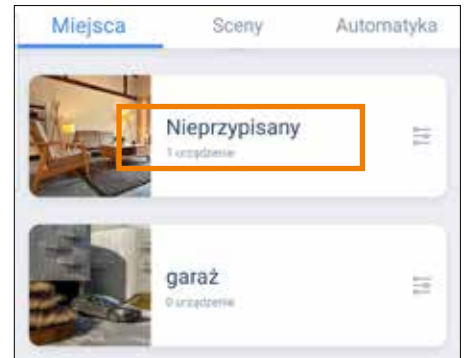 Miejsca Sceny Automatyka
Nieprzypisany
1 urządzenie
garaż
0 urządzenie